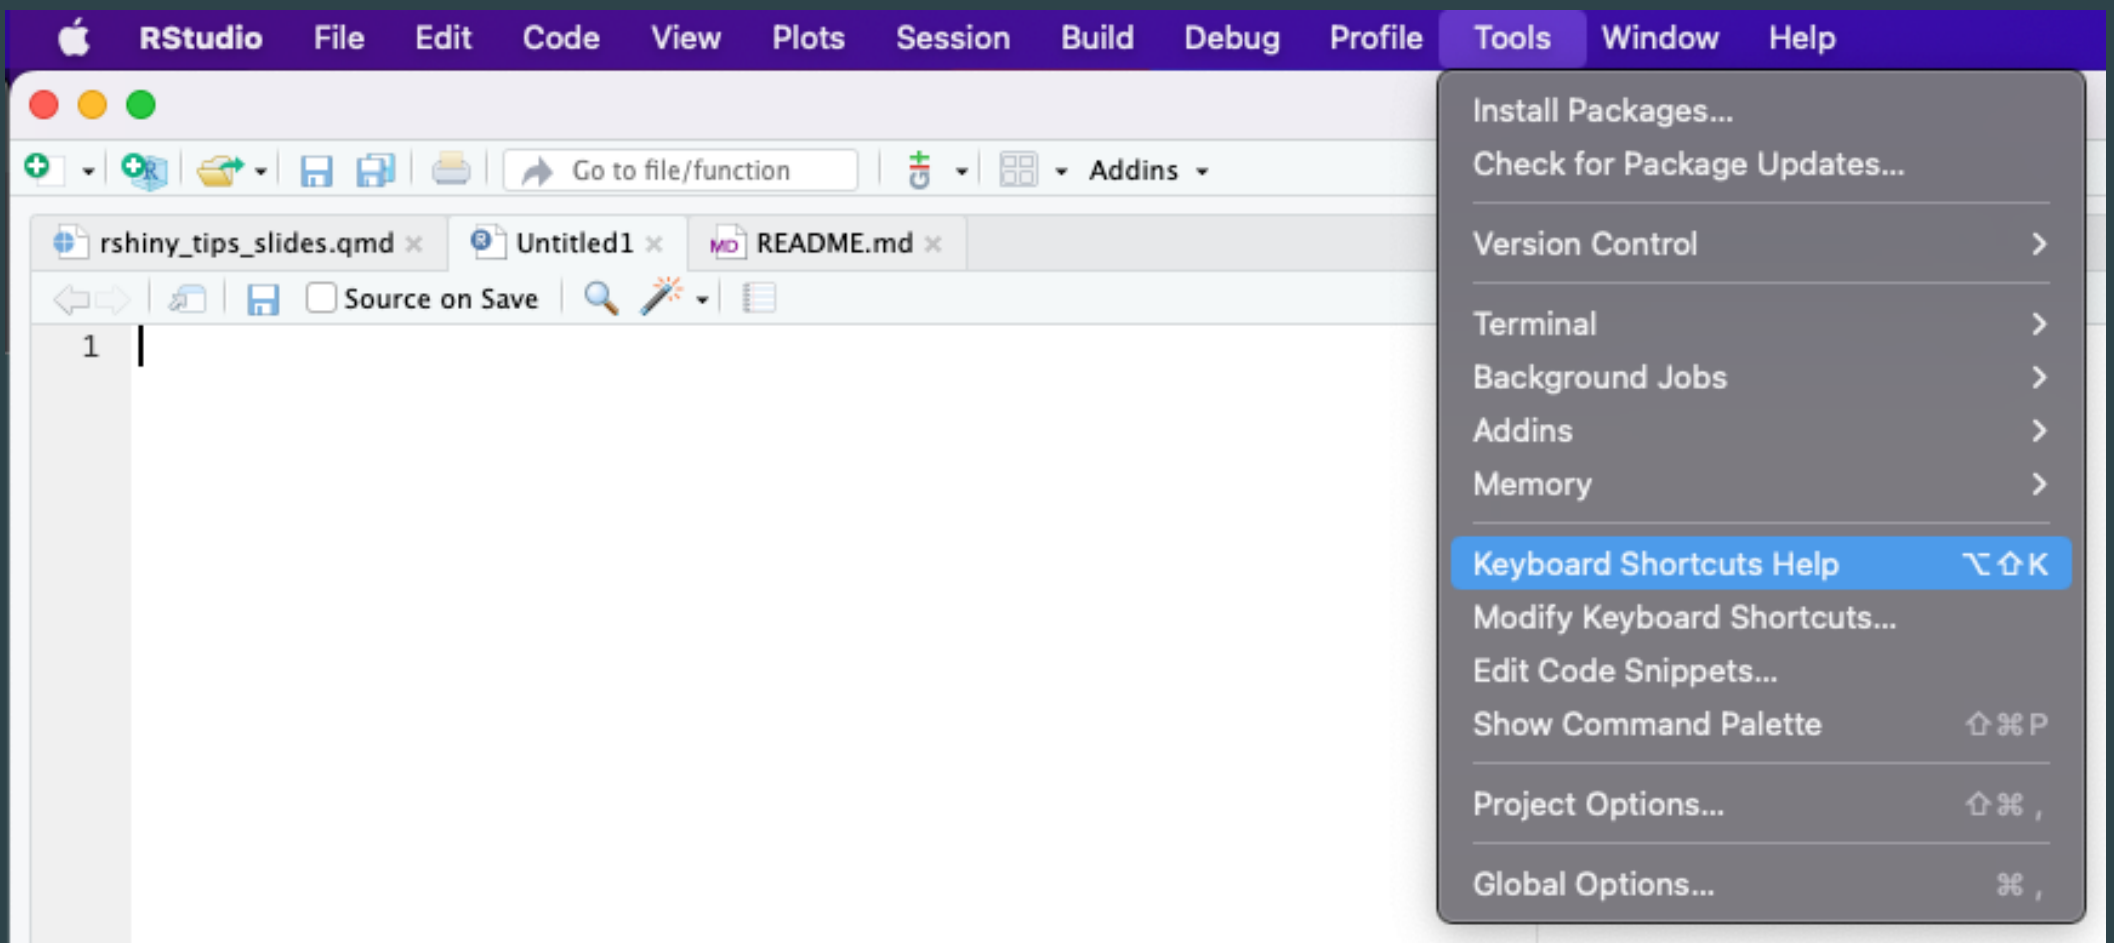 RStudio File Edit Code View Plots Session Build Debug Profile Tools Window Help
Go to file/function Addins
rshiny_tips_slides.qmd Untitled1 MD README.md
Source on Save
1
Install Packages...
Check for Package Updates...
Version Control
Terminal
Background Jobs
Addins
Memory
Keyboard Shortcuts Help ⌥⇧K
Modify Keyboard Shortcuts...
Edit Code Snippets...
Show Command Palette ⇧⌘P
Project Options... ⇧⌘,
Global Options... ⌘,